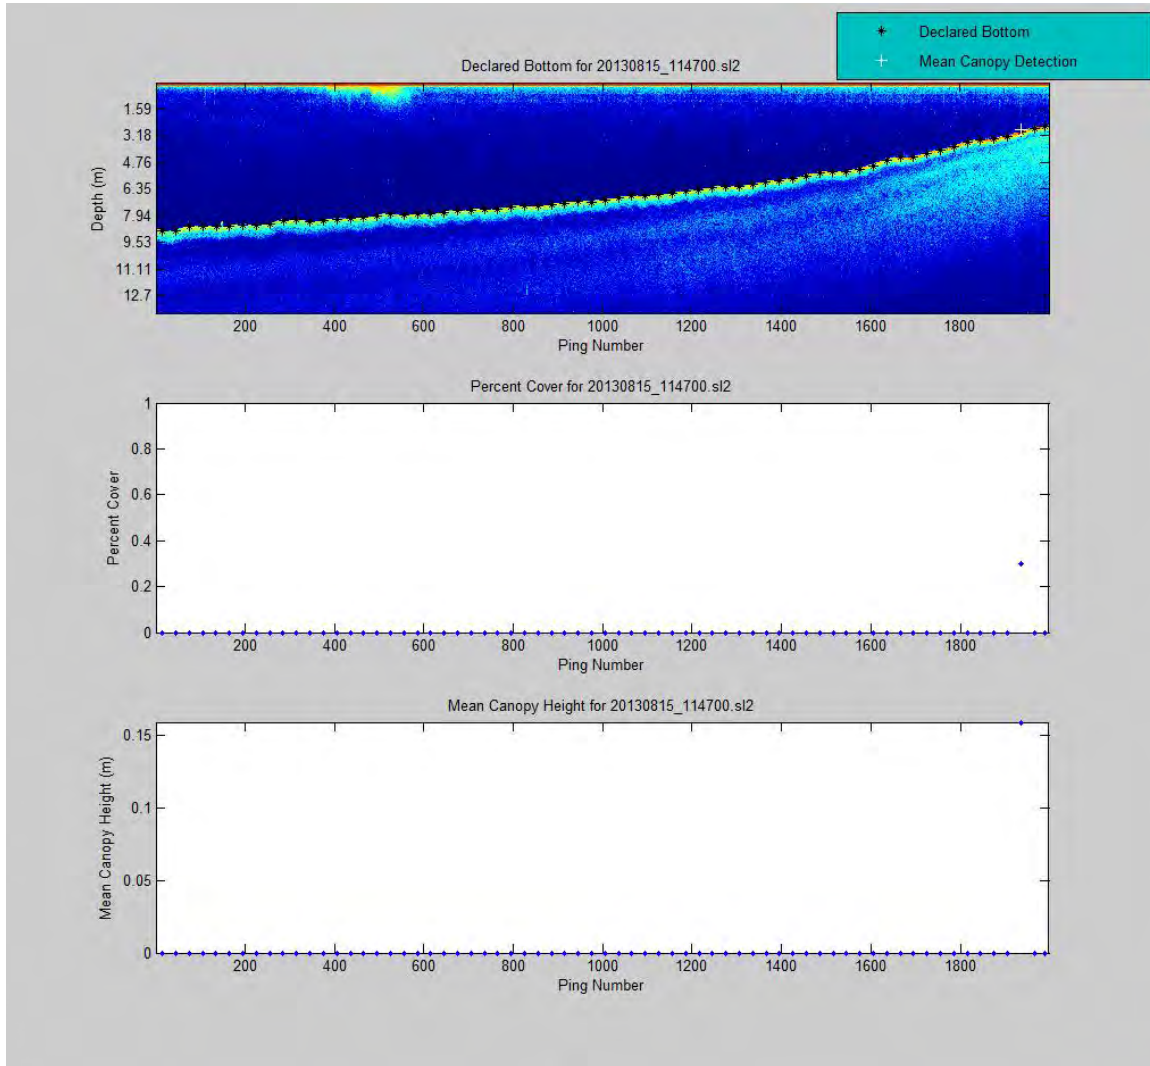 Declared Bottom
Mean Canopy Detection
Declared Bottom for 20130815_114700.sl2
Depth (m)
1.59
3.18
4.76
6.35
7.94
9.53
11.11
12.7
200 400 600 800 1000 1200 1400 1600 1800
Ping Number
Percent Cover for 20130815_114700.sl2
Percent Cover
1
0.8
0.6
0.4
0.2
0
200 400 600 800 1000 1200 1400 1600 1800
Ping Number
Mean Canopy Height for 20130815_114700.sl2
Mean Canopy Height (m)
0.15
0.1
0.05
0
200 400 600 800 1000 1200 1400 1600 1800
Ping Number